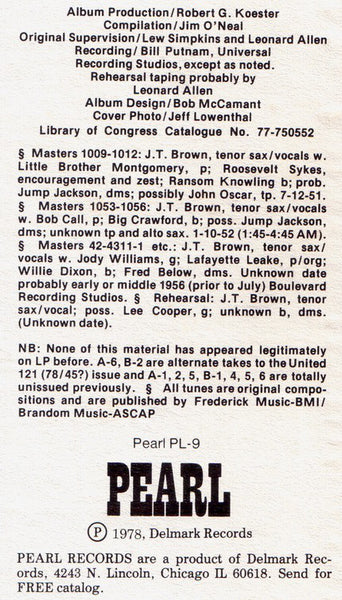 Album Production/Robert G. Koester
Compilation/Jim O'Neal
Original Supervision/Lew Simpkins and Leonard Allen
Recording/ Bill Putnam, Universal
Recording Studios, except as noted.
Rehearsal taping probably by
Leonard Allen
Album Design/Bob McCamant
Cover Photo/Jeff Lowenthal
Library of Congress Catalogue No. 77-750552
§ Masters 1009-1012: J.T. Brown, tenor sax/vocals w.
Little Brother Montgomery, p; Roosevelt Sykes,
encouragement and zest; Ransom Knowling b; prob.
Jump Jackson, dms; possibly John Oscar, tp. 7-12-51.
§ Masters 1053-1056: J.T. Brown, tenor sax/vocals
w. Bob Call, p; Big Crawford, b; poss. Jump Jackson,
dms; unknown tp and alto sax. 1-10-52 (1:45-4:45 AM).
§ Masters 42-4311-1 etc.: J.T. Brown, tenor sax/
vocals w. Jody Williams, g; Lafayette Leake, p/org;
Willie Dixon, b; Fred Below, dms. Unknown date
probably early or middle 1956 (prior to July) Boulevard
Recording Studios. § Rehearsal: J.T. Brown, tenor
sax/vocal; poss. Lee Cooper, g; unknown b, dms.
(Unknown date).
NB: None of this material has appeared legitimately
on LP before. A-6, B-2 are alternate takes to the United
121 (78/45?) issue and A-1, 2, 5, B-1, 4, 5, 6 are totally
unissued previously. § All tunes are original compo-
sitions and are published by Frederick Music-BMI/
Brandom Music-ASCAP
Pearl PL-9
PEARL
Ⓟ 1978, Delmark Records
PEARL RECORDS are a product of Delmark Rec-
ords, 4243 N. Lincoln, Chicago IL 60618. Send for
FREE catalog.